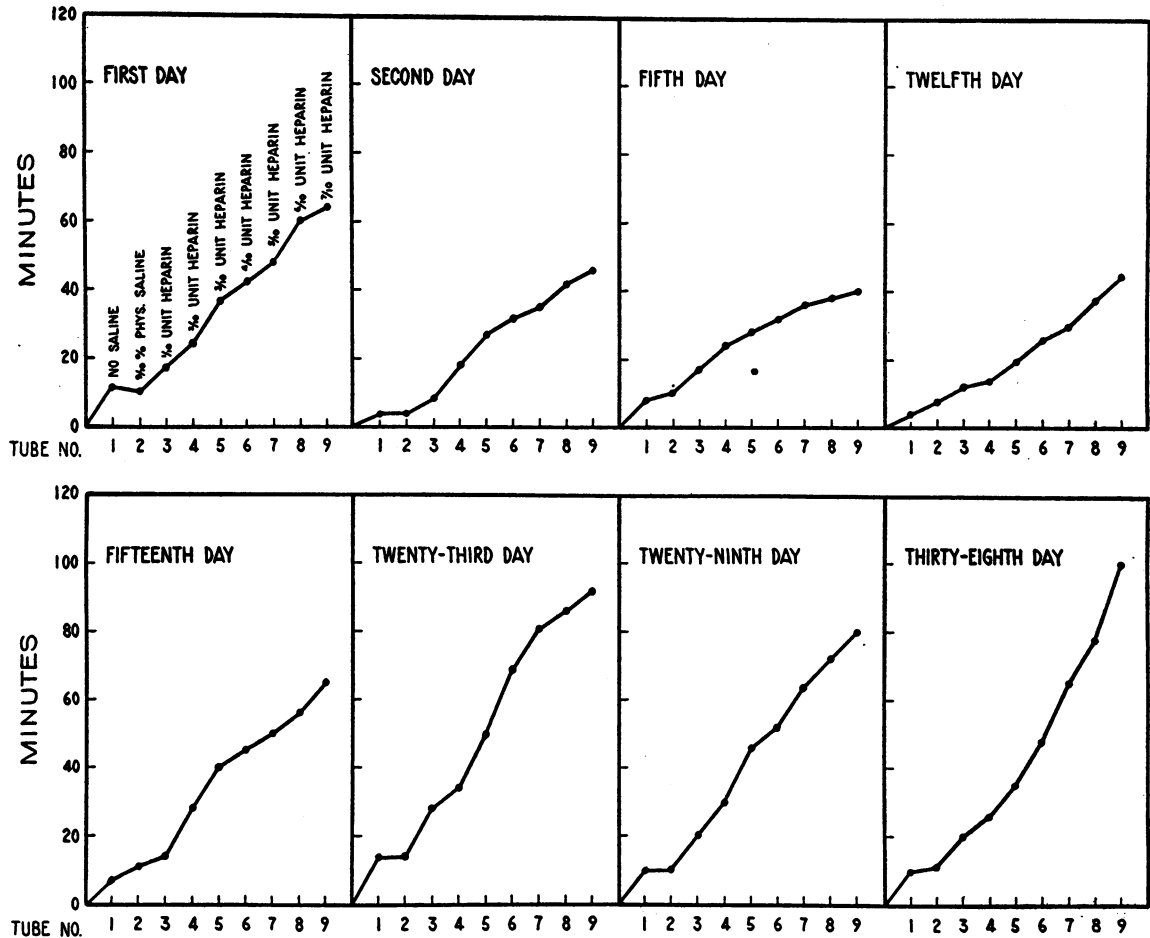 120
100
80
60
40
20
0
MINUTES
FIRST DAY
NO SALINE
9/10 % PHYS. SALINE
1/10 UNIT HEPARIN
2/10 UNIT HEPARIN
3/10 UNIT HEPARIN
4/10 UNIT HEPARIN
5/10 UNIT HEPARIN
6/10 UNIT HEPARIN
7/10 UNIT HEPARIN
SECOND DAY
FIFTH DAY
TWELFTH DAY
TUBE NO. 1 2 3 4 5 6 7 8 9 1 2 3 4 5 6 7 8 9 1 2 3 4 5 6 7 8 9 1 2 3 4 5 6 7 8 9
120
100
80
60
40
20
0
MINUTES
FIFTEENTH DAY
TWENTY-THIRD DAY
TWENTY-NINTH DAY
THIRTY-EIGHTH DAY
TUBE NO. 1 2 3 4 5 6 7 8 9 1 2 3 4 5 6 7 8 9 1 2 3 4 5 6 7 8 9 1 2 3 4 5 6 7 8 9